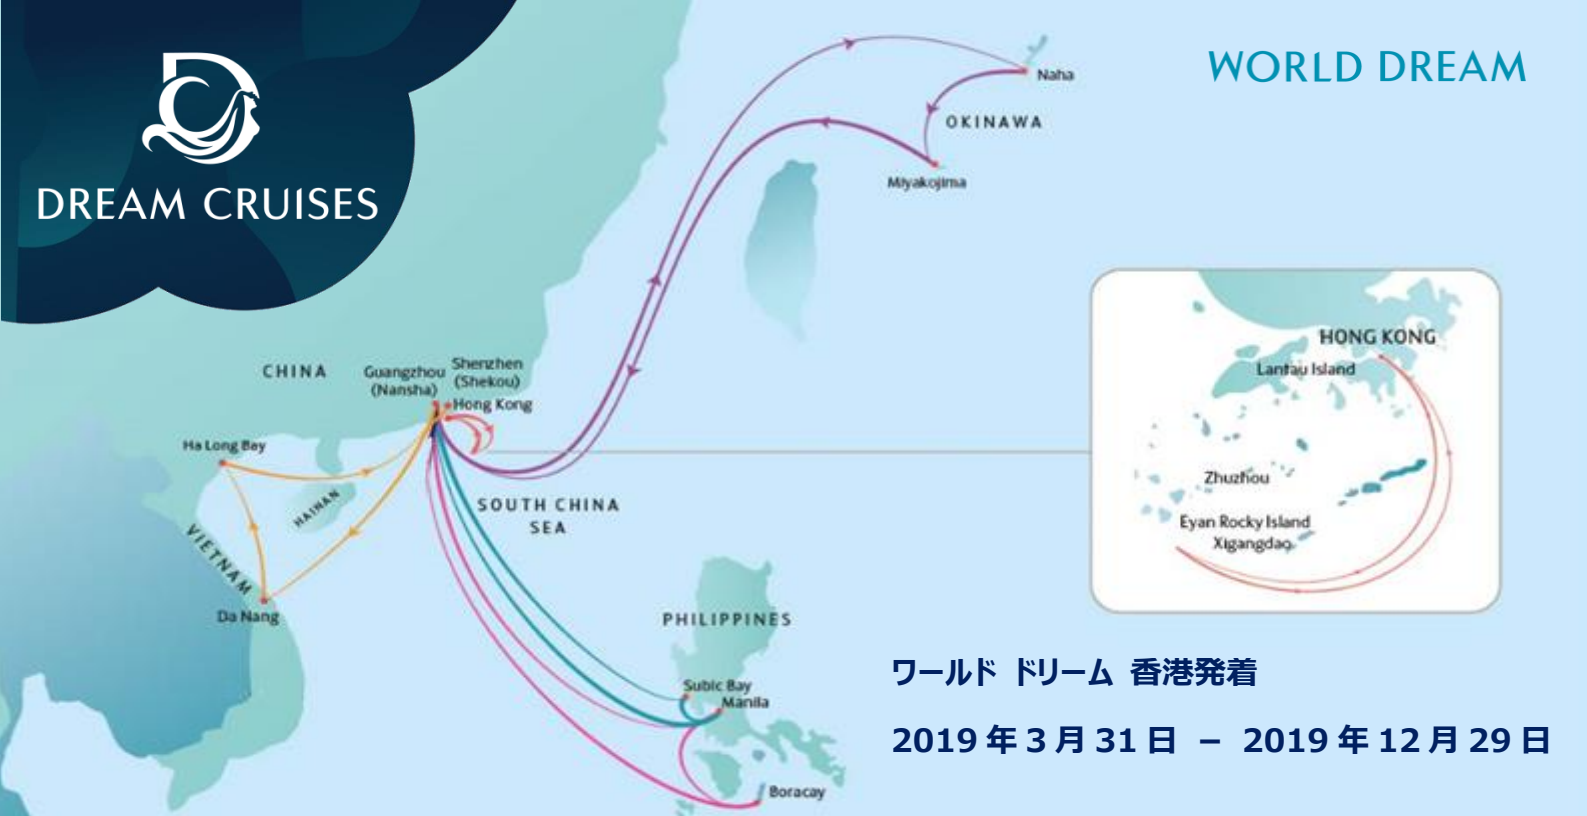 DREAM CRUISES
WORLD DREAM
Naha
OKINAWA
Miyakojima
CHINA
Guangzhou
(Nansha)
Shenzhen
(Shekou)
Hong Kong
Ha Long Bay
HAINAN
VIETNAM
Da Nang
SOUTH CHINA
SEA
PHILIPPINES
Subic Bay
Manila
Boracay
HONG KONG
Lantau Island
Zhuzhou
Eyan Rocky Island
Xigangdao
ワールド ドリーム 香港発着
2019 年 3 月 31 日 – 2019 年 12 月 29 日